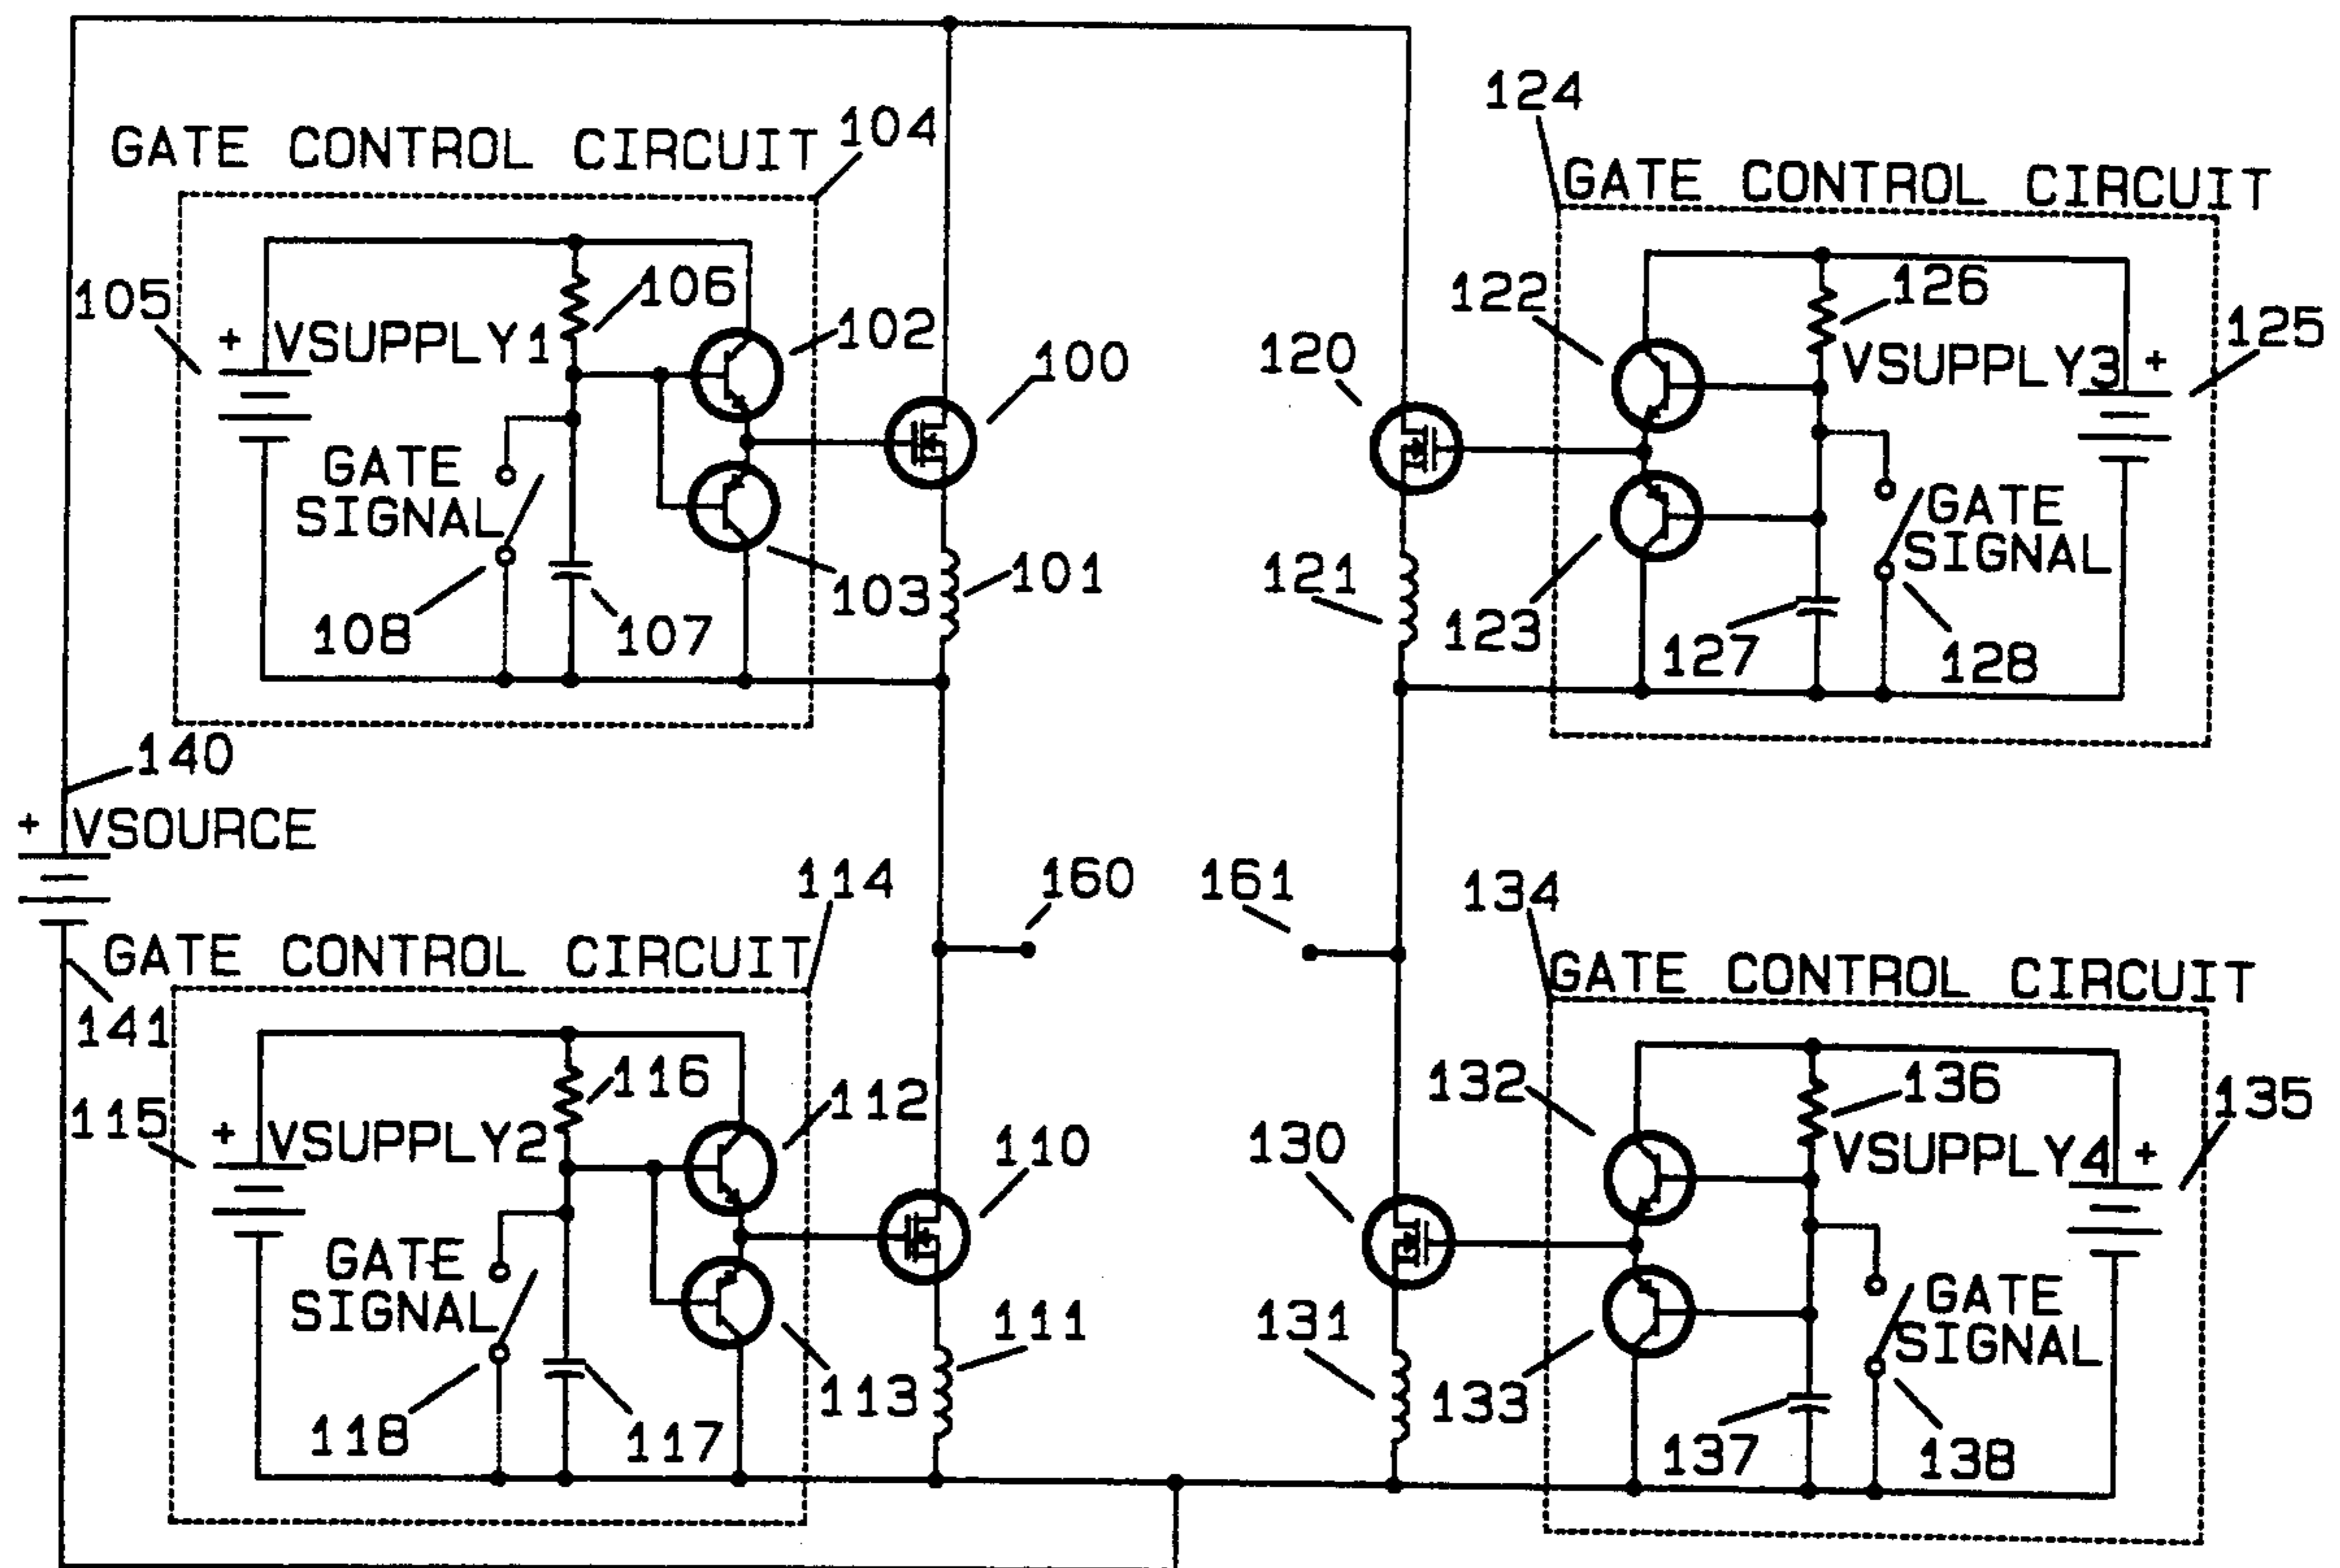 124
104
GATE CONTROL CIRCUIT
GATE CONTROL CIRCUIT
105
+ VSUPPLY1
106
102
100
120
122
126
VSUPPLY3 +
125
GATE
SIGNAL
108
107
103
101
121
123
127
GATE
SIGNAL
128
140
+ VSOURCE
141
114
160
161
134
GATE CONTROL CIRCUIT
GATE CONTROL CIRCUIT
115
+ VSUPPLY2
116
112
110
130
132
136
VSUPPLY4 +
135
GATE
SIGNAL
118
117
113
111
131
133
137
GATE
SIGNAL
138